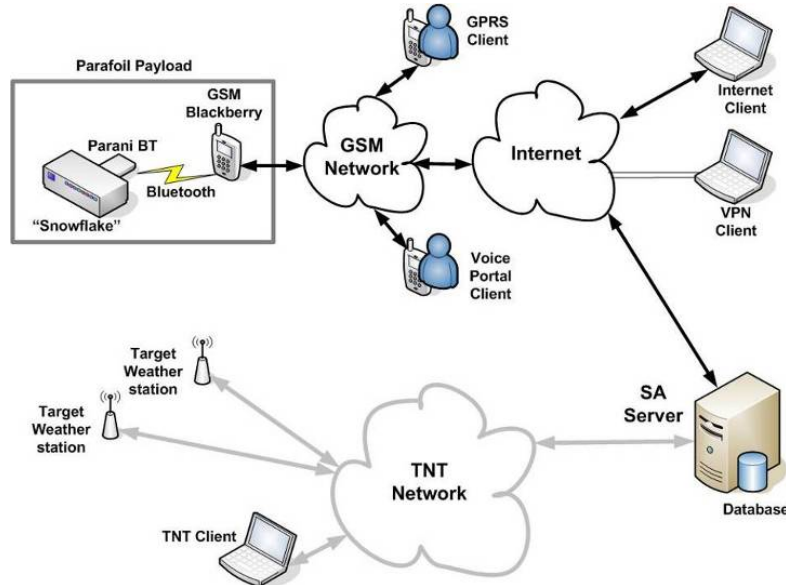 Parafoil Payload
GSM
Blackberry
Parani BT
Bluetooth
“Snowflake”
GPRS
Client
GSM
Network
Voice
Portal
Client
Internet
Internet
Client
VPN
Client
Target
Weather
station
Target
Weather
station
TNT
Network
TNT Client
SA
Server
Database